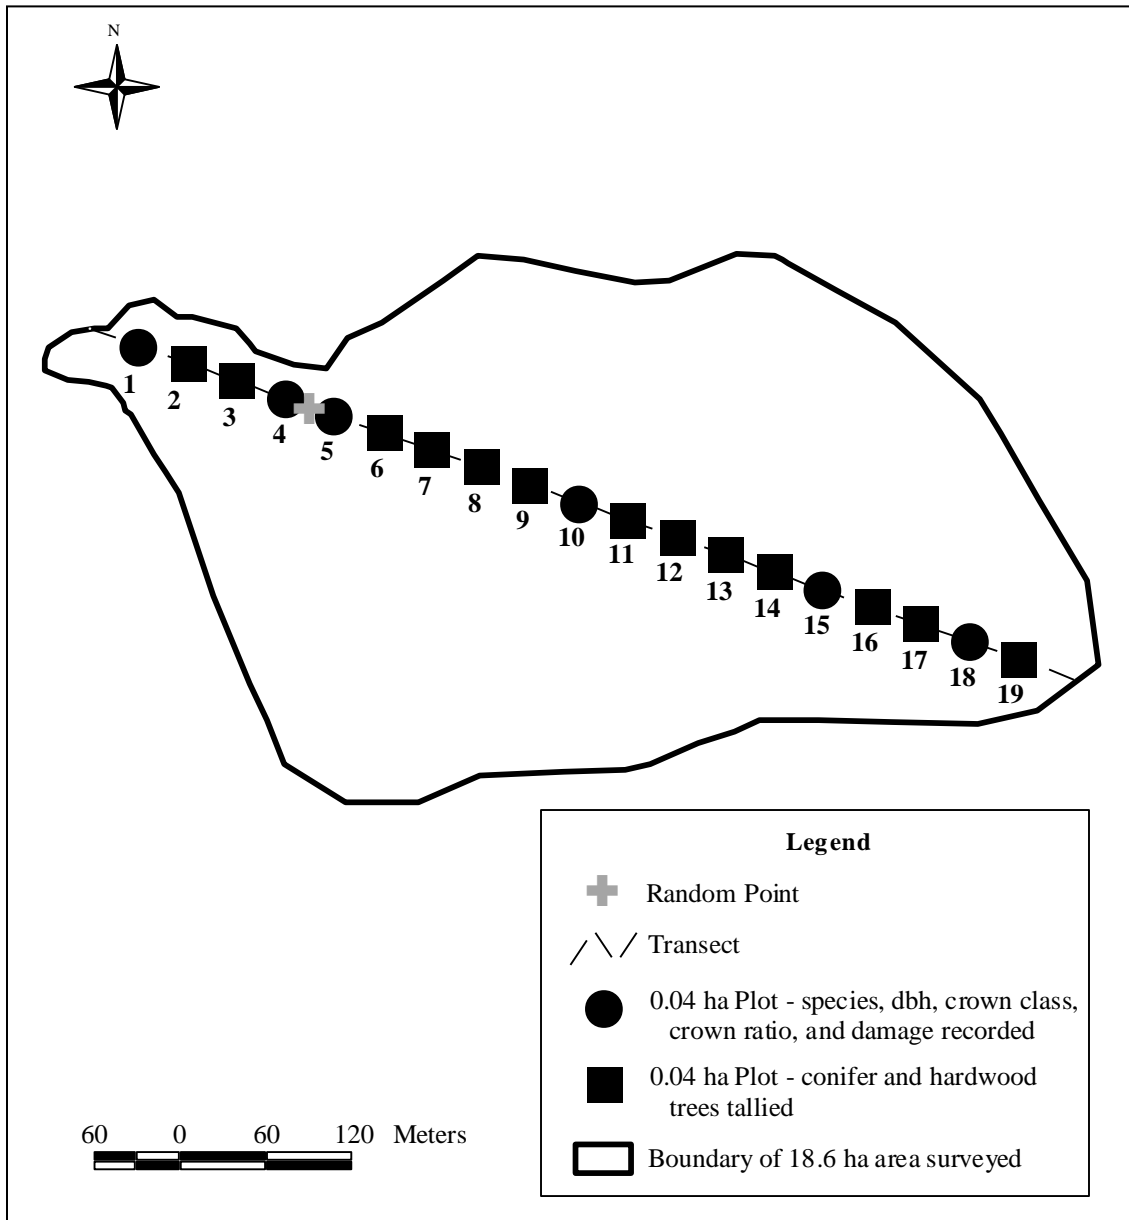 N
1
2
3
4
5
6
7
8
9
10
11
12
13
14
15
16
17
18
19
Legend
Random Point
Transect
0.04 ha Plot - species, dbh, crown class,
crown ratio, and damage recorded
0.04 ha Plot - conifer and hardwood
trees tallied
Boundary of 18.6 ha area surveyed
60 0 60 120 Meters